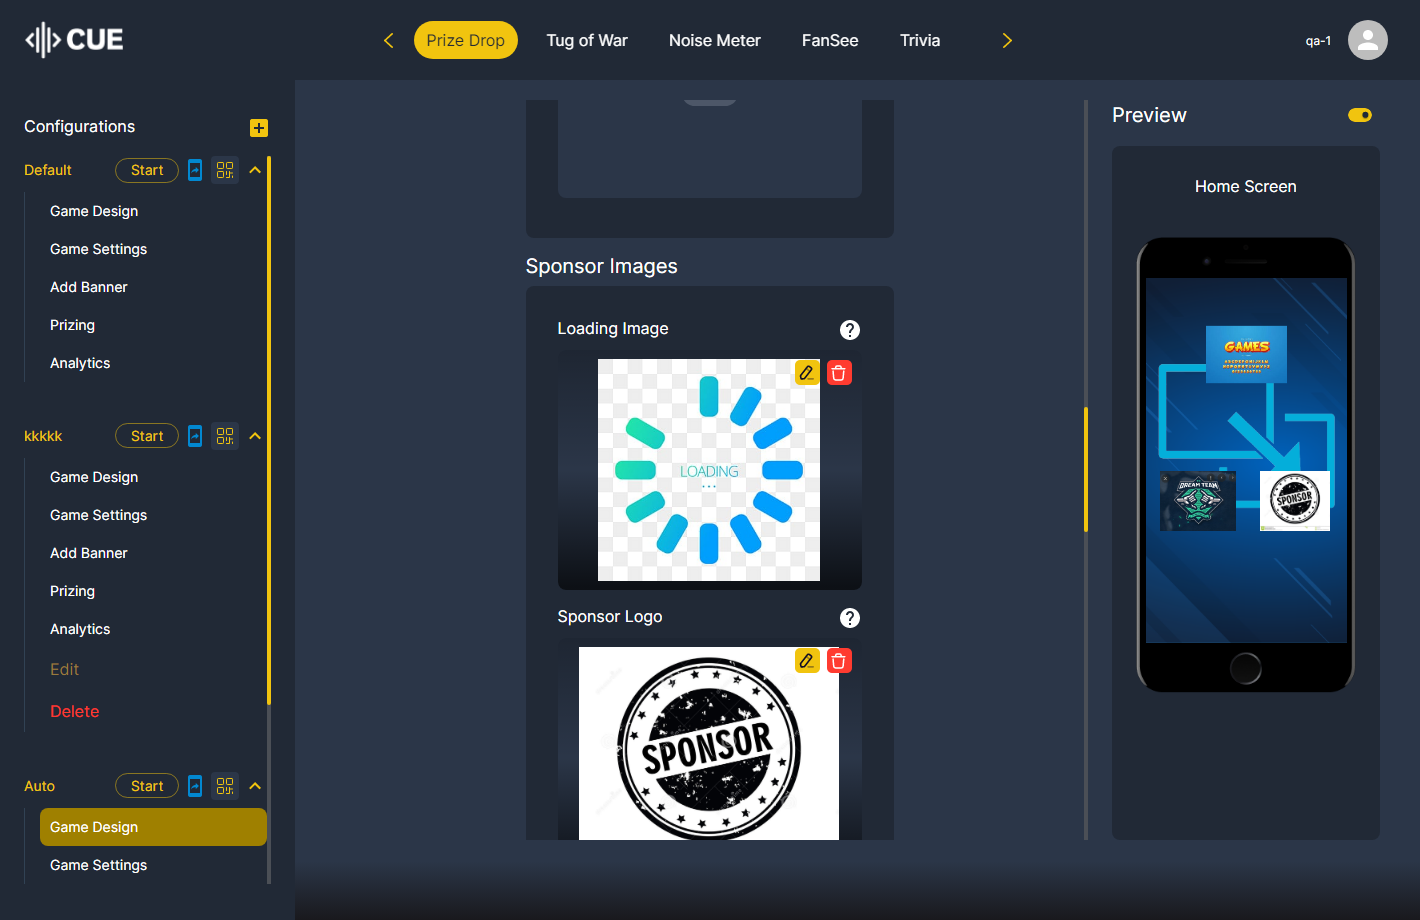 CUE
Prize Drop
Tug of War
Noise Meter
FanSee
Trivia
qa-1
Configurations
Default
Start
Game Design
Game Settings
Add Banner
Prizing
Analytics
kkkkk
Start
Game Design
Game Settings
Add Banner
Prizing
Analytics
Edit
Delete
Auto
Start
Game Design
Game Settings
Sponsor Images
Loading Image
?
LOADING
...
Sponsor Logo
?
SPONSOR
Preview
Home Screen
GAMES
DREAM TEAM
SPONSOR